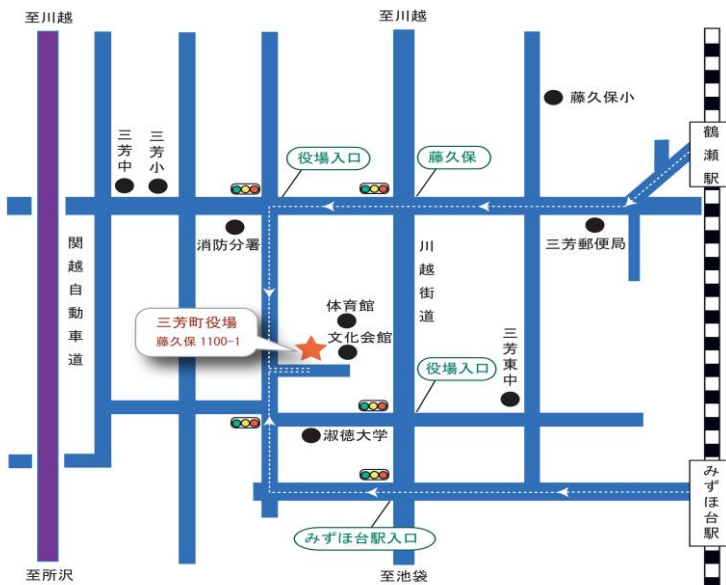 至川越
至川越
藤久保小
鶴瀬駅
三芳中
三芳小
役場入口
藤久保
消防分署
三芳郵便局
関越自動車道
川越街道
体育館
文化会館
三芳町役場
藤久保 1100-1
三芳東中
役場入口
淑徳大学
みずほ台駅
みずほ台駅入口
至所沢
至池袋